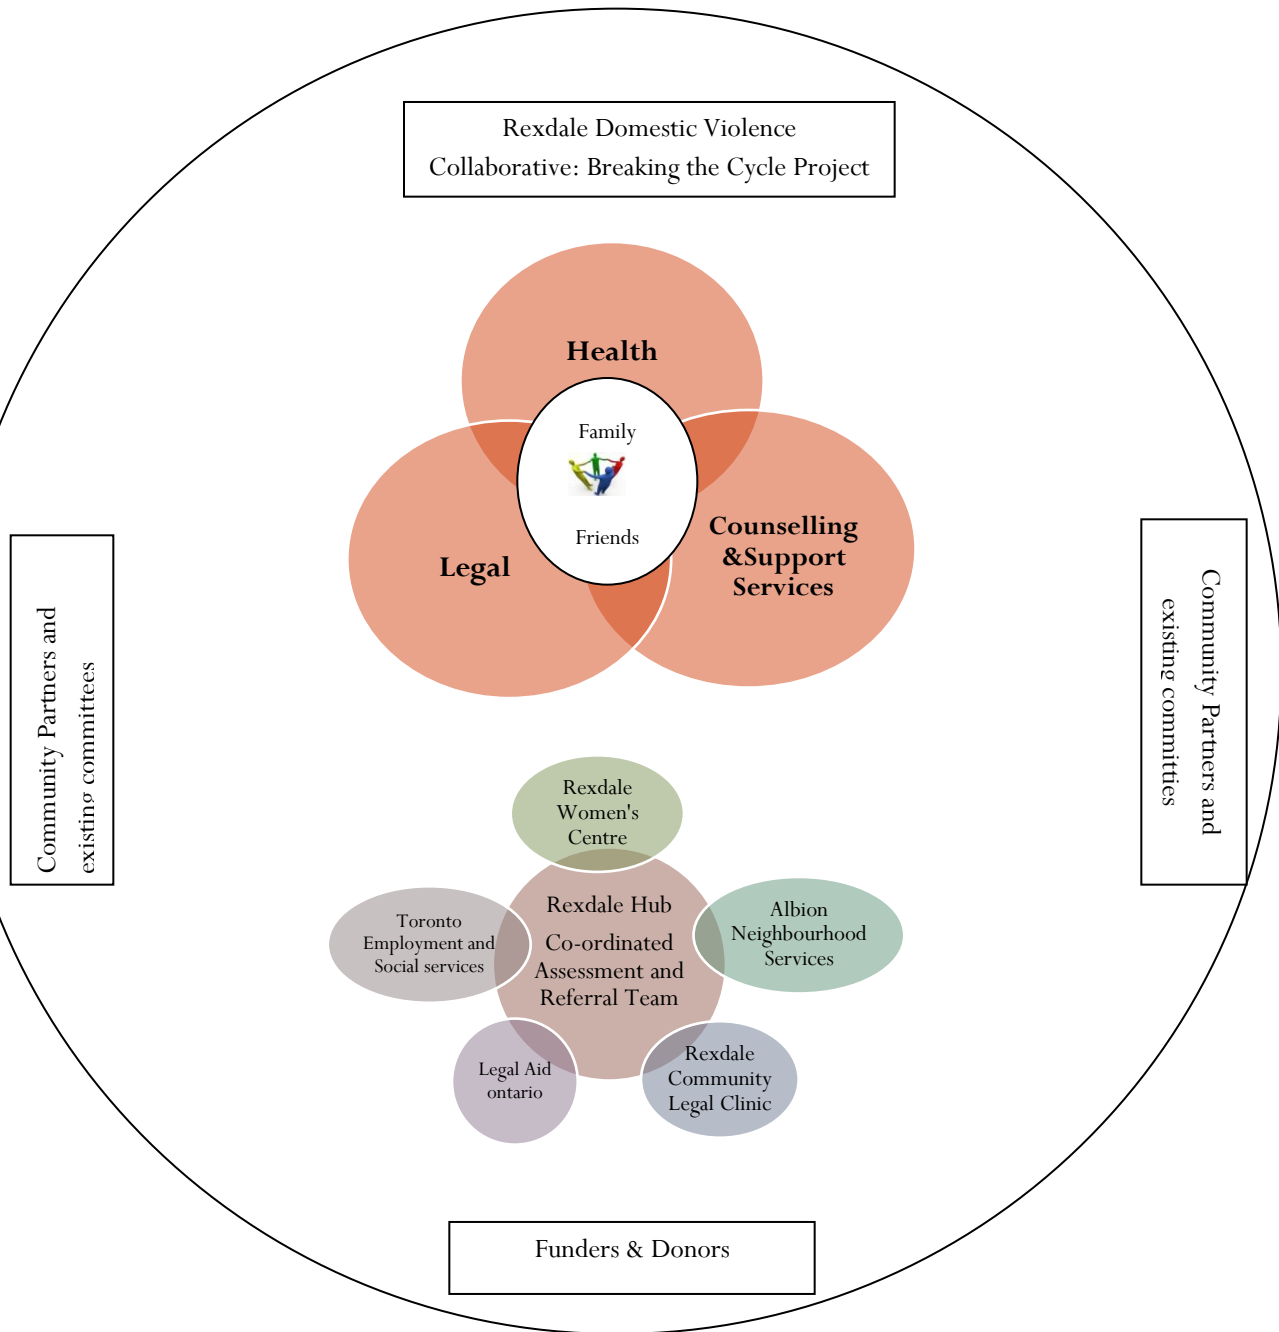 Rexdale Domestic Violence
Collaborative: Breaking the Cycle Project
Health
Family
Friends
Legal
Counselling
&Support
Services
Community Partners and
existing committees
Community Partners and
existing committies
Rexdale
Women's
Centre
Toronto
Employment and
Social services
Rexdale Hub
Co-ordinated
Assessment and
Referral Team
Albion
Neighbourhood
Services
Legal Aid
ontario
Rexdale
Community
Legal Clinic
Funders & Donors